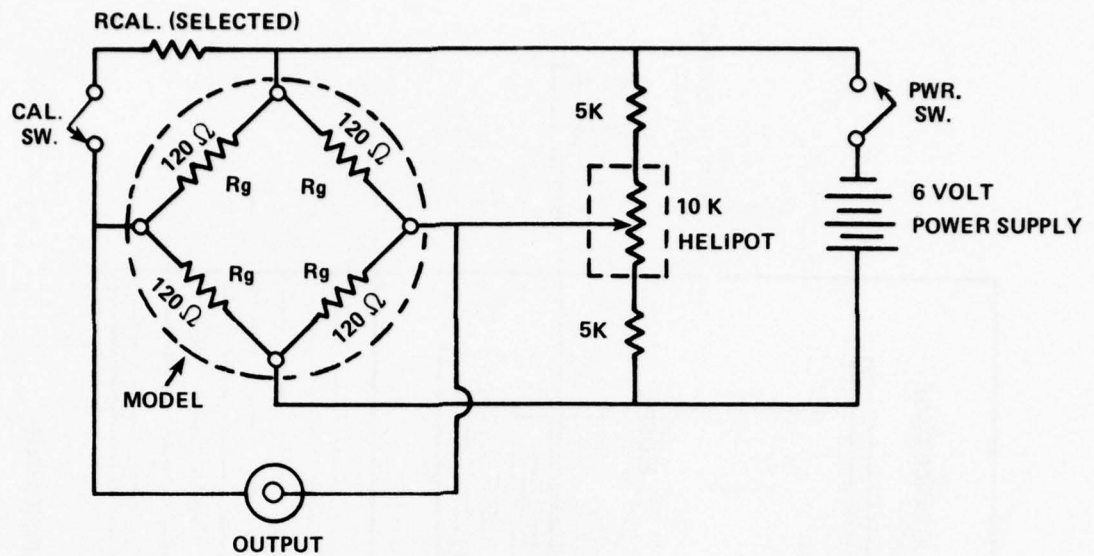 RCAL. (SELECTED)
CAL.
SW.
120 Ω
120 Ω
Rg
Rg
Rg
Rg
120 Ω
120 Ω
MODEL
OUTPUT
5K
10 K
HELIPOT
5K
PWR.
SW.
6 VOLT
POWER SUPPLY